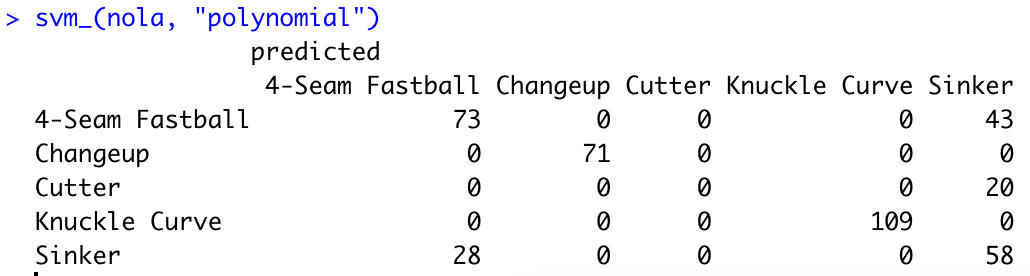 > svm_(nola, "polynomial")
predicted
4-Seam Fastball Changeup Cutter Knuckle Curve Sinker
4-Seam Fastball 73 0 0 0 43
Changeup 0 71 0 0 0
Cutter 0 0 0 0 20
Knuckle Curve 0 0 0 109 0
Sinker 28 0 0 0 58